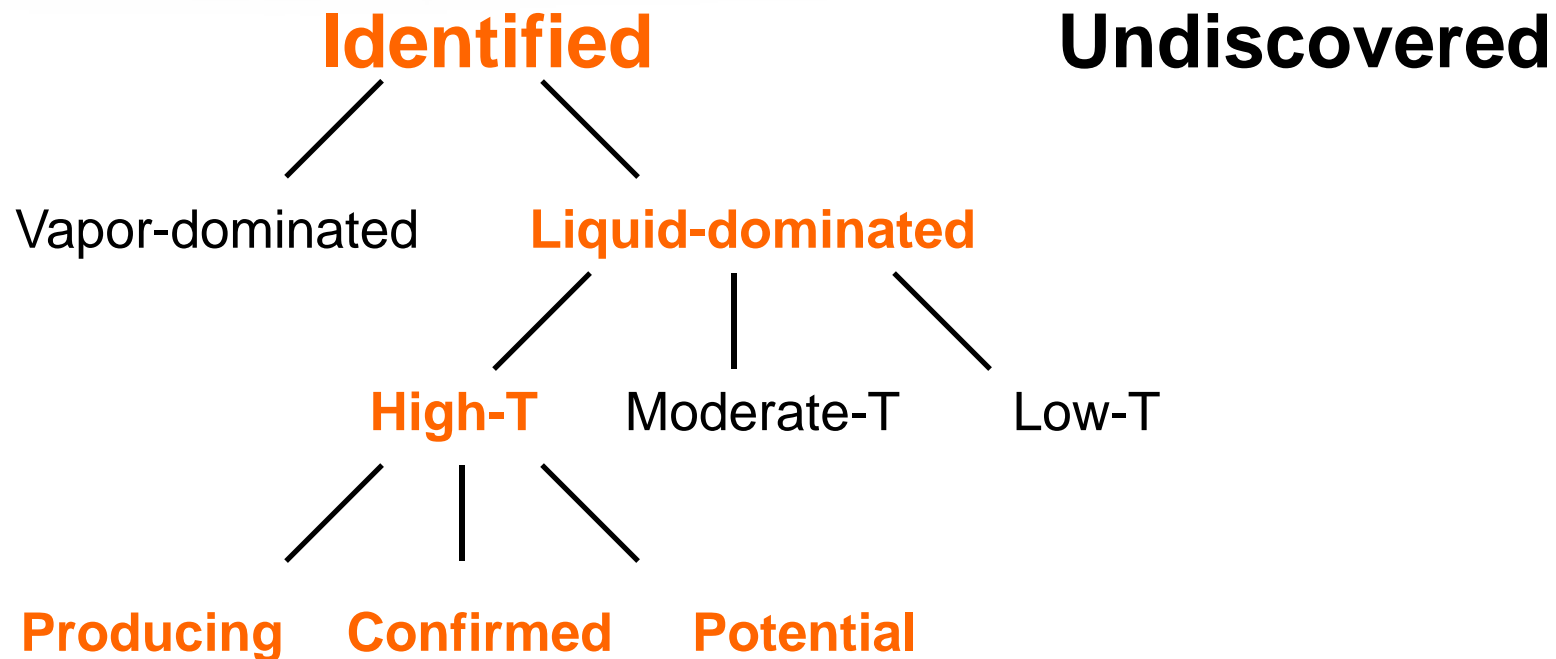 Identified Undiscovered
Vapor-dominated Liquid-dominated
High-T Moderate-T Low-T
Producing Confirmed Potential